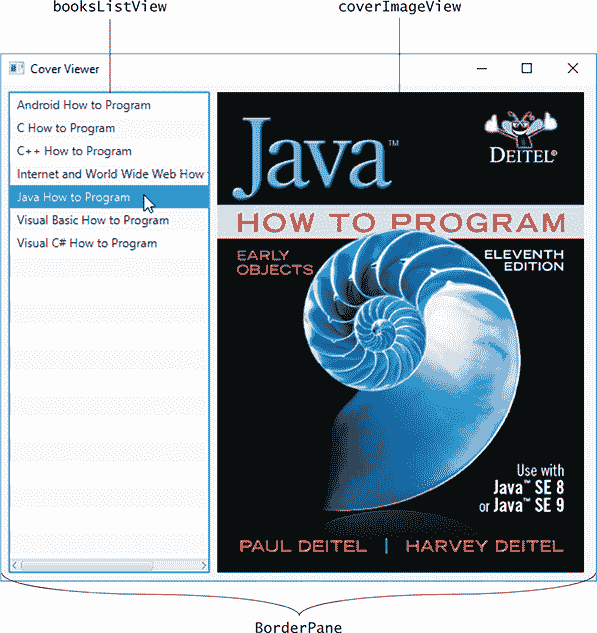 booksListView
coverImageView
Cover Viewer
Android How to Program
C How to Program
C++ How to Program
Internet and World Wide Web How
Java How to Program
Visual Basic How to Program
Visual C# How to Program
Java™
DEITEL®
HOW TO PROGRAM
EARLY
OBJECTS
ELEVENTH
EDITION
Use with
Java™ SE 8
or Java™ SE 9
PAUL DEITEL | HARVEY DEITEL
BorderPane